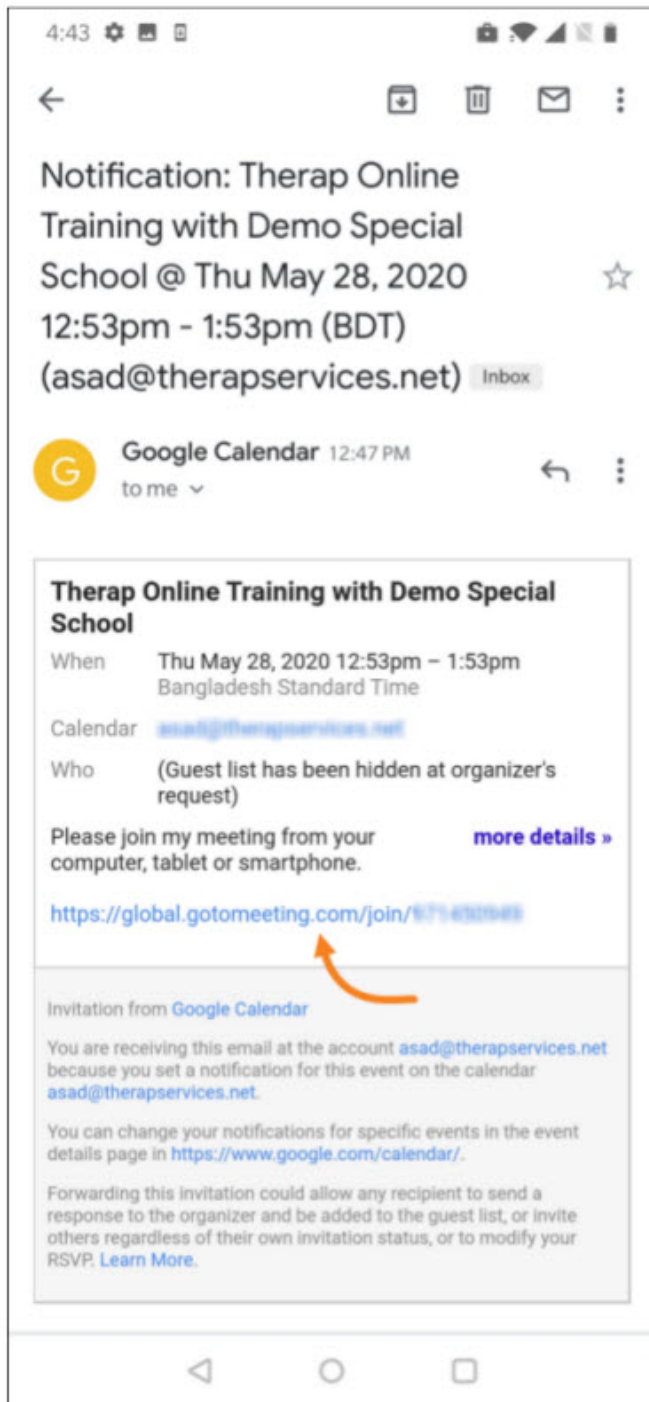 4:43
Notification: Therap Online
Training with Demo Special
School @ Thu May 28, 2020
12:53pm - 1:53pm (BDT)
(asad@therapservices.net) Inbox
G
Google Calendar 12:47 PM
to me
Therap Online Training with Demo Special
School
When Thu May 28, 2020 12:53pm – 1:53pm
Bangladesh Standard Time
Calendar
Who (Guest list has been hidden at organizer's
request)
Please join my meeting from your more details »
computer, tablet or smartphone.
https://global.gotomeeting.com/join/
Invitation from Google Calendar
You are receiving this email at the account asad@therapservices.net
because you set a notification for this event on the calendar
asad@therapservices.net.
You can change your notifications for specific events in the event
details page in https://www.google.com/calendar/.
Forwarding this invitation could allow any recipient to send a
response to the organizer and be added to the guest list, or invite
others regardless of their own invitation status, or to modify your
RSVP. Learn More.